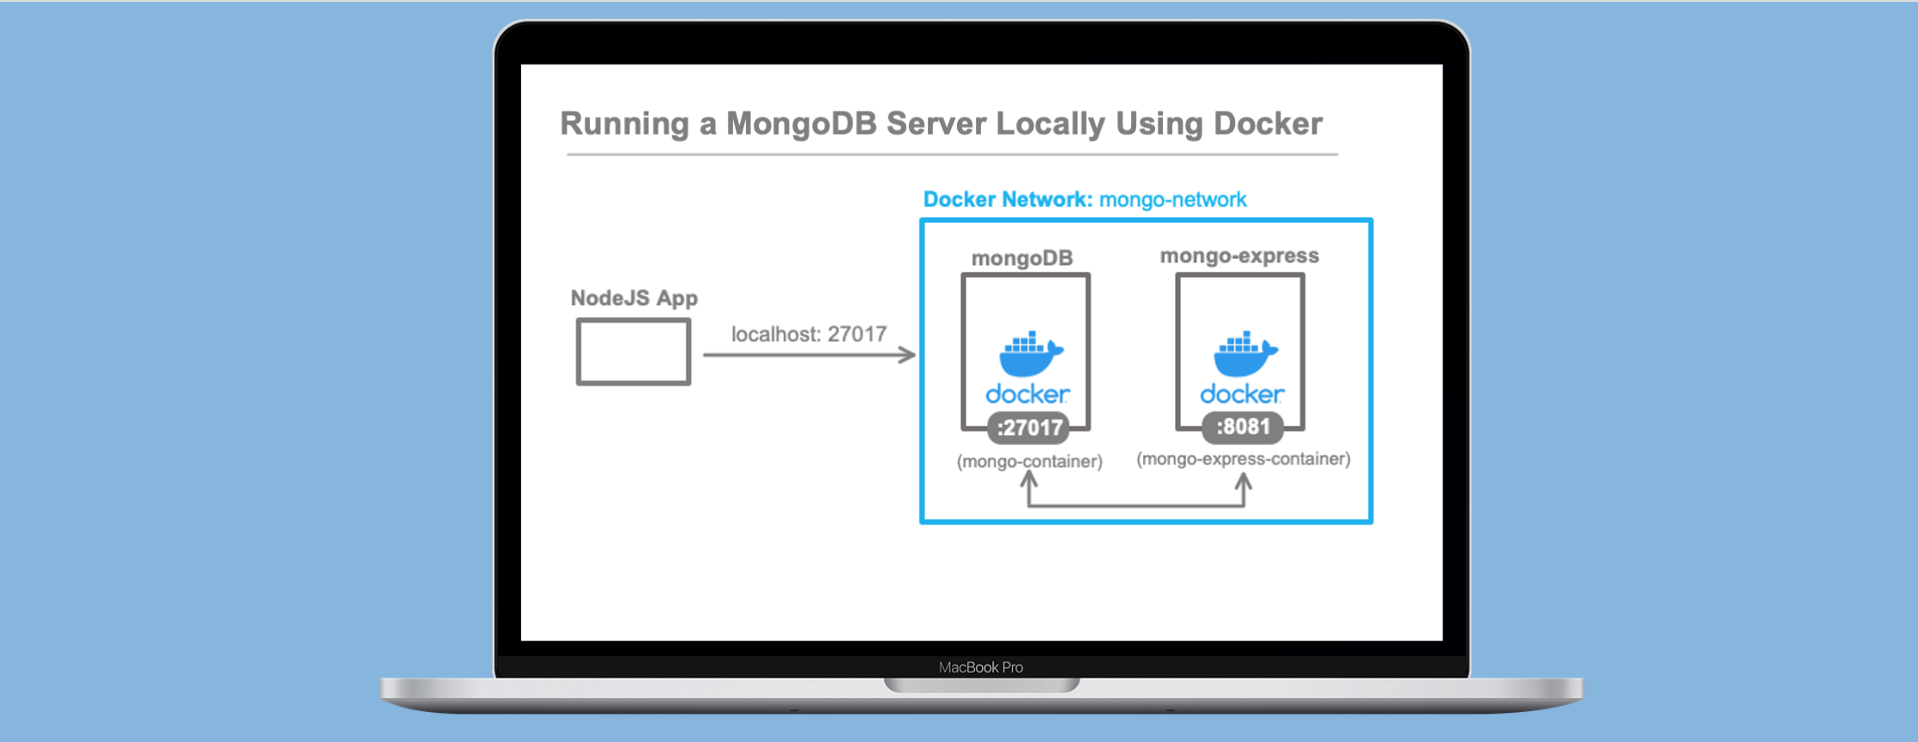 Running a MongoDB Server Locally Using Docker
Docker Network: mongo-network
mongoDB
mongo-express
NodeJS App
localhost: 27017
docker
docker
:27017
:8081
(mongo-container)
(mongo-express-container)
MacBook Pro